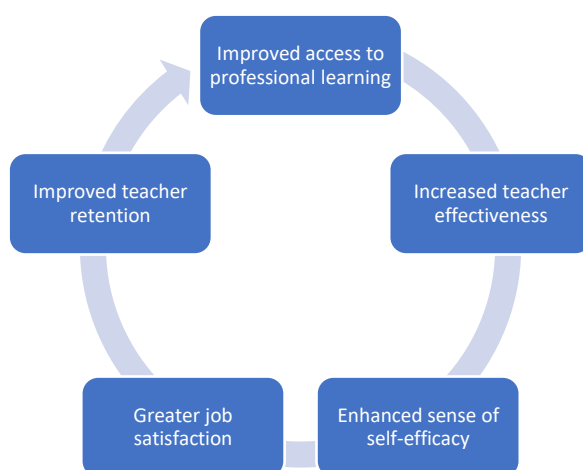 Improved access to
professional learning
Increased teacher
effectiveness
Enhanced sense of
self-efficacy
Greater job
satisfaction
Improved teacher
retention